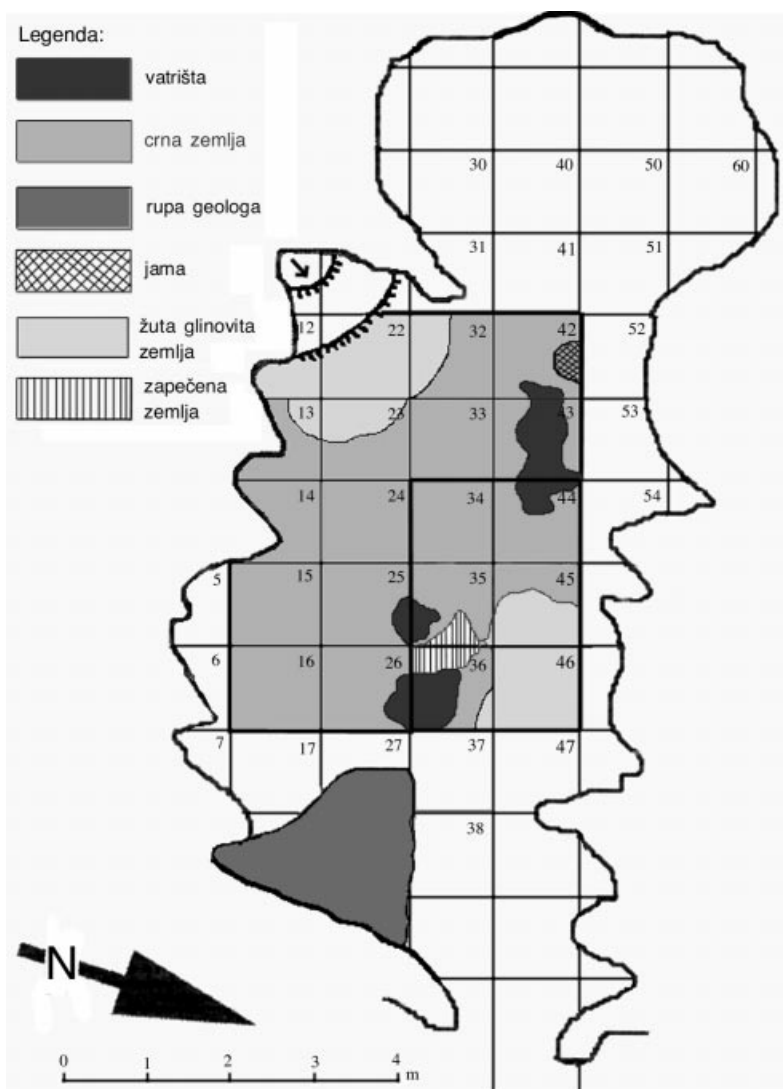 Legenda:
vatrišta
crna zemlja
rupa geologa
jama
žuta glinovita
zemlja
zapečena
zemlja
30 40 50 60
31 41 51
12 22 32 42 52
13 23 33 43 53
14 24 34 44 54
5 15 25 35 45
6 16 26 36 46
7 17 27 37 47
38
N
0 1 2 3 4 m